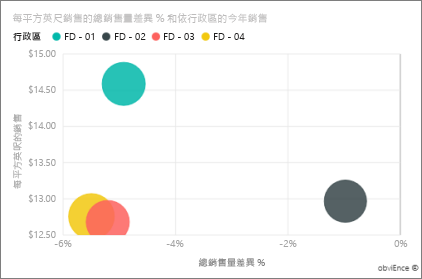 每平方英尺銷售的總銷售量差異 % 和依行政區的今年銷售
行政區 FD - 01 FD - 02 FD - 03 FD - 04
每平方英呎的銷售
$15.00
$14.50
$14.00
$13.50
$13.00
$12.50
-6% -4% -2% 0%
總銷售量差異 %
obviEnce ©